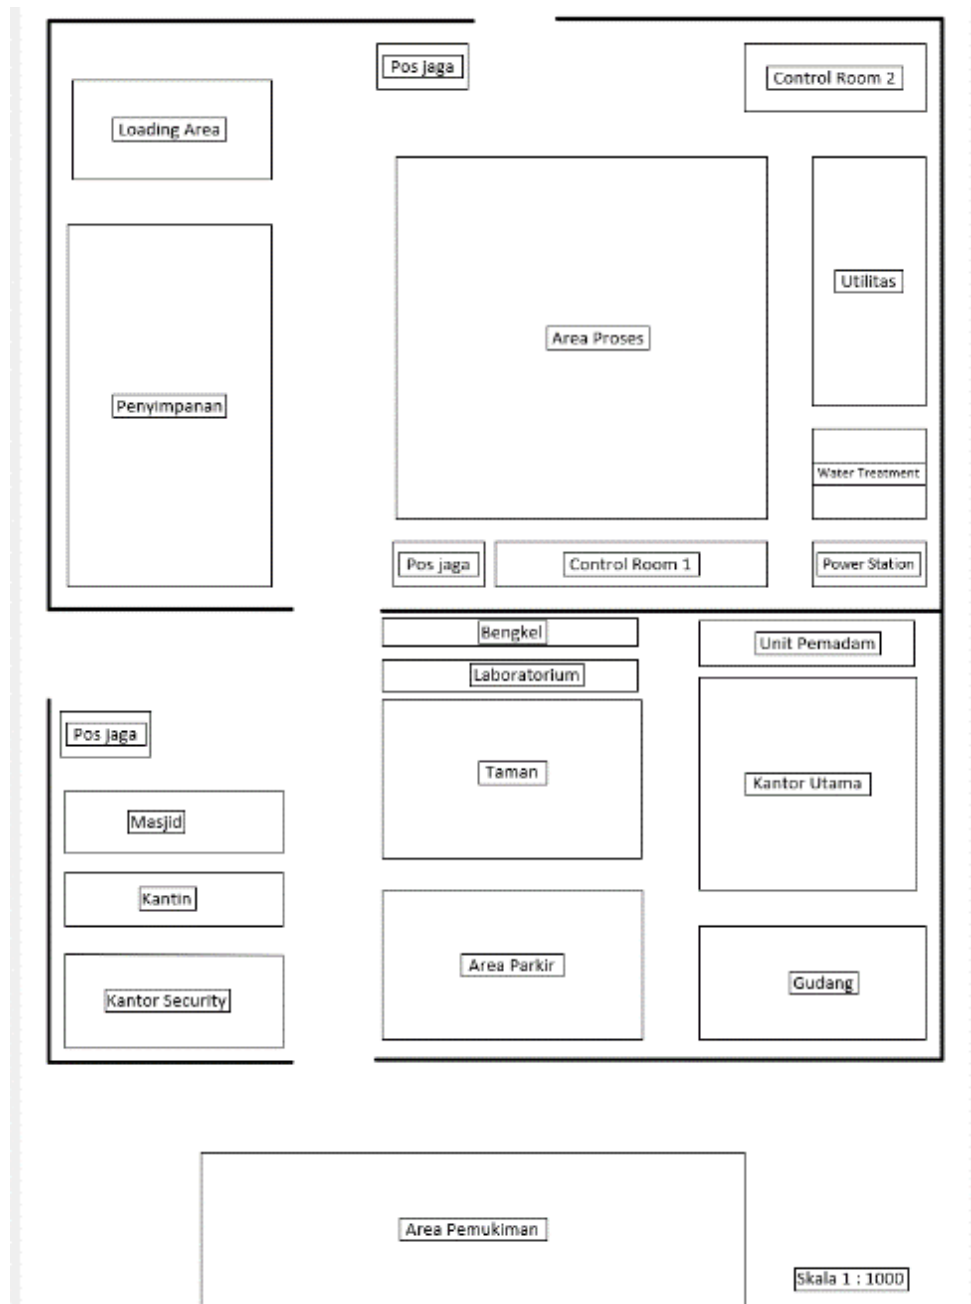 Pos jaga
Control Room 2
Loading Area
Utilitas
Area Proses
Penyimpanan
Water Treatment
Pos jaga
Control Room 1
Power Station
Bengkel
Unit Pemadam
Laboratorium
Pos jaga
Taman
Kantor Utama
Masjid
Kantin
Area Parkir
Gudang
Kantor Security
Area Pemukiman
Skala 1 : 1000